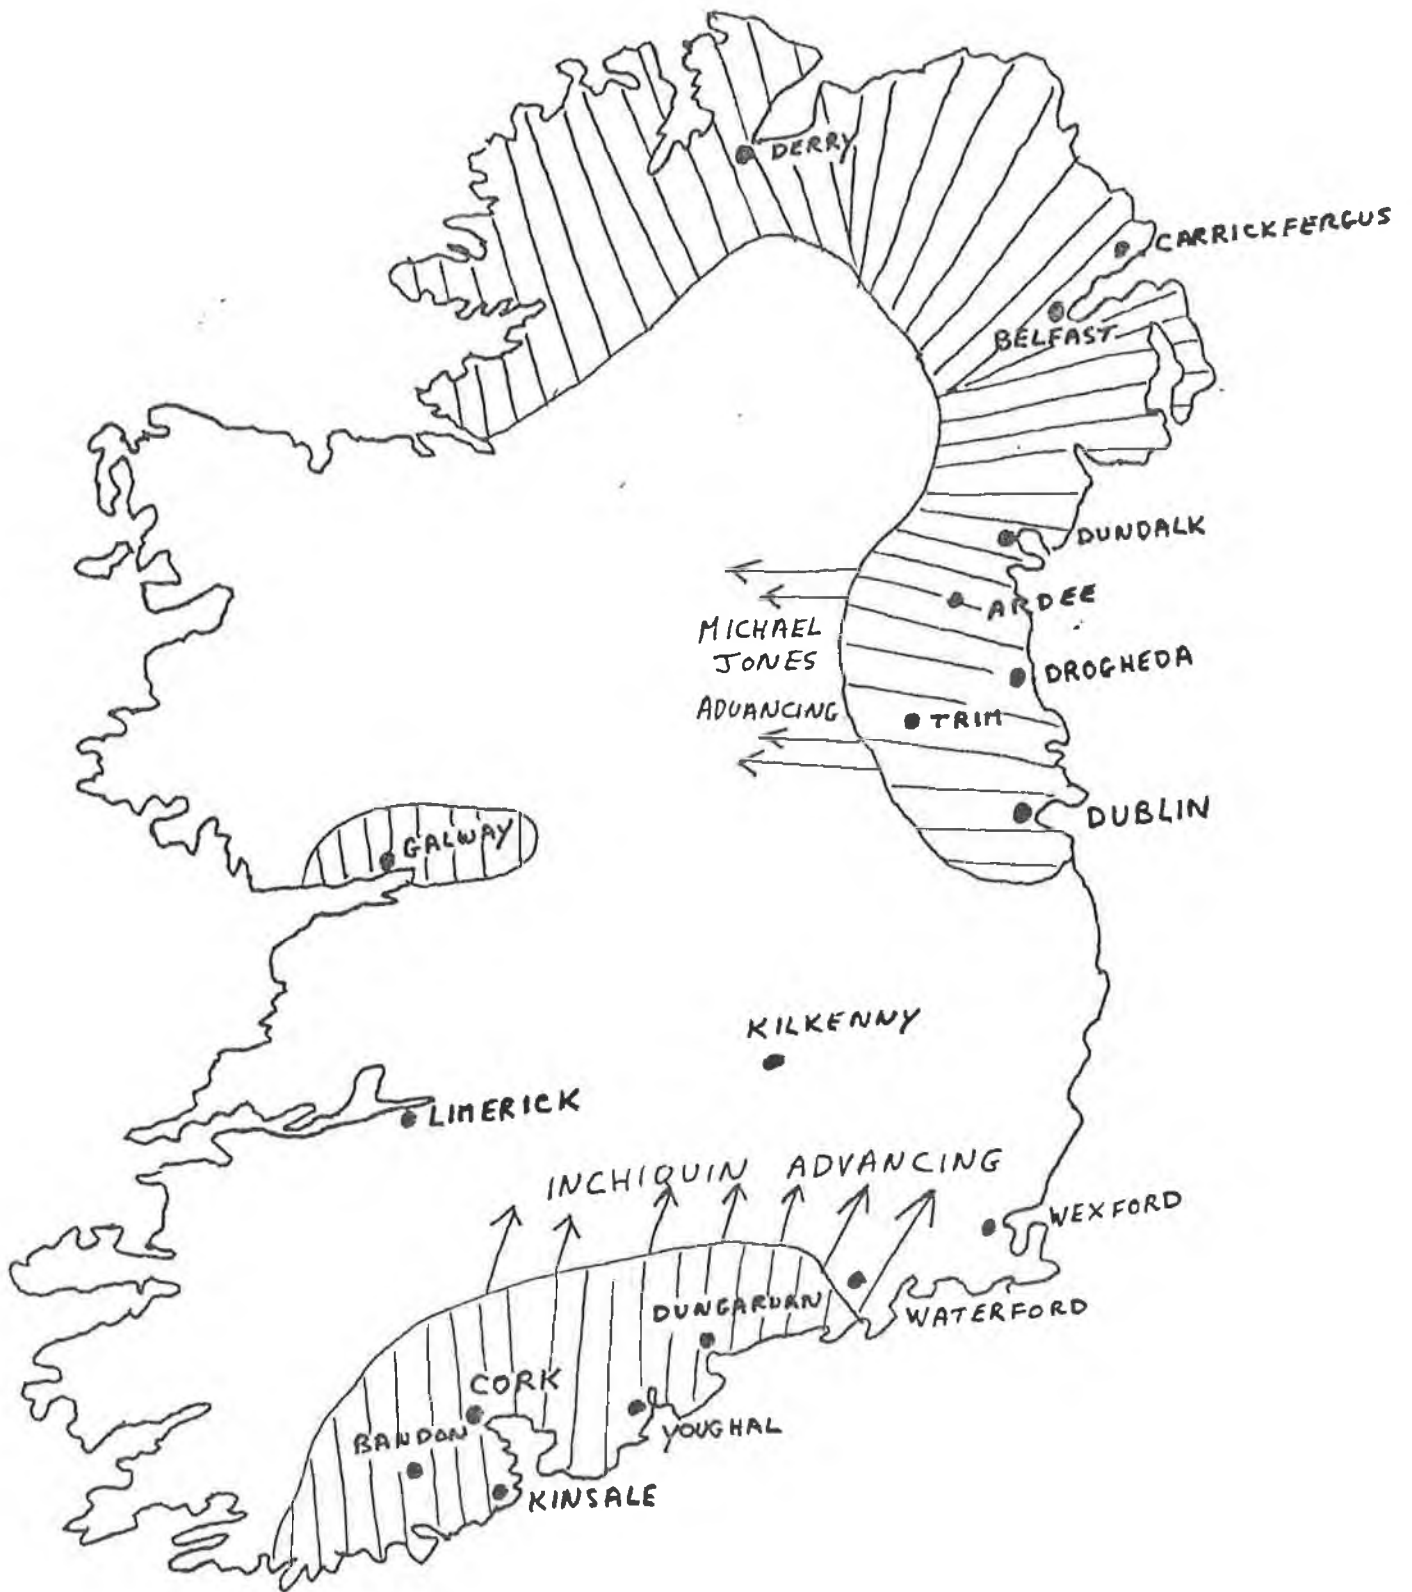 DERRY
CARRICKFERGUS
BELFAST
DUNDALK
ARDEE
MICHAEL
JONES
DROGHEDA
ADVANCING
TRIM
DUBLIN
GALWAY
KILKENNY
LIMERICK
INCHIQUIN ADVANCING
WEXFORD
DUNGARVAN
WATERFORD
CORK
YOUGHAL
BANDON
KINSALE